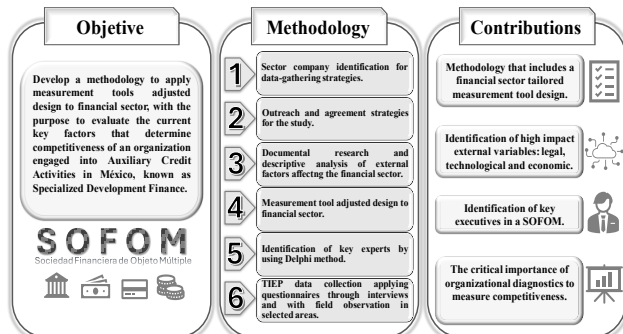 Objetive
Develop a methodology to apply
measurement tools adjusted
design to financial sector, with the
purpose to evaluate the current
key factors that determine
competitiveness of an organization
engaged into Auxiliary Credit
Activities in México, known as
Specialized Development Finance.
SOFOM
Sociedad Financiera de Objeto Múltiple
Methodology
1
Sector company identification for
data-gathering strategies.
2
Outreach and agreement strategies
for the study.
3
Documental research and
descriptive analysis of external
factors affectng the financial sector.
4
Measurement tool adjusted design to
financial sector.
5
Identification of key experts by
using Delphi method.
6
TIEP data collection applying
questionnaires through interviews
and with field observation in
selected areas.
Contributions
Methodology that includes a
financial sector tailored
measurement tool design.
Identification of high impact
external variables: legal,
technological and economic.
Identification of key
executives in a SOFOM.
The critical importance of
organizational diagnostics to
measure competitiveness.